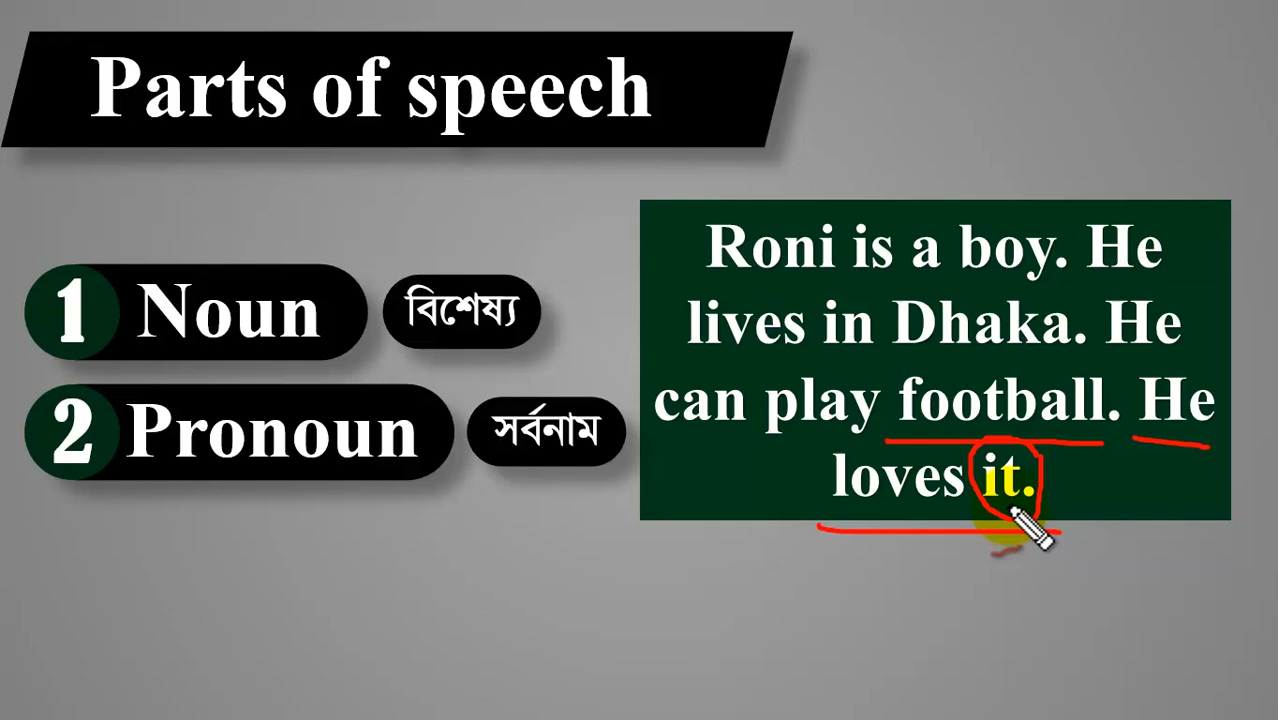 Parts of speech
1 Noun বিশেষ্য
2 Pronoun সর্বনাম
Roni is a boy. He
lives in Dhaka. He
can play football. He
loves it.